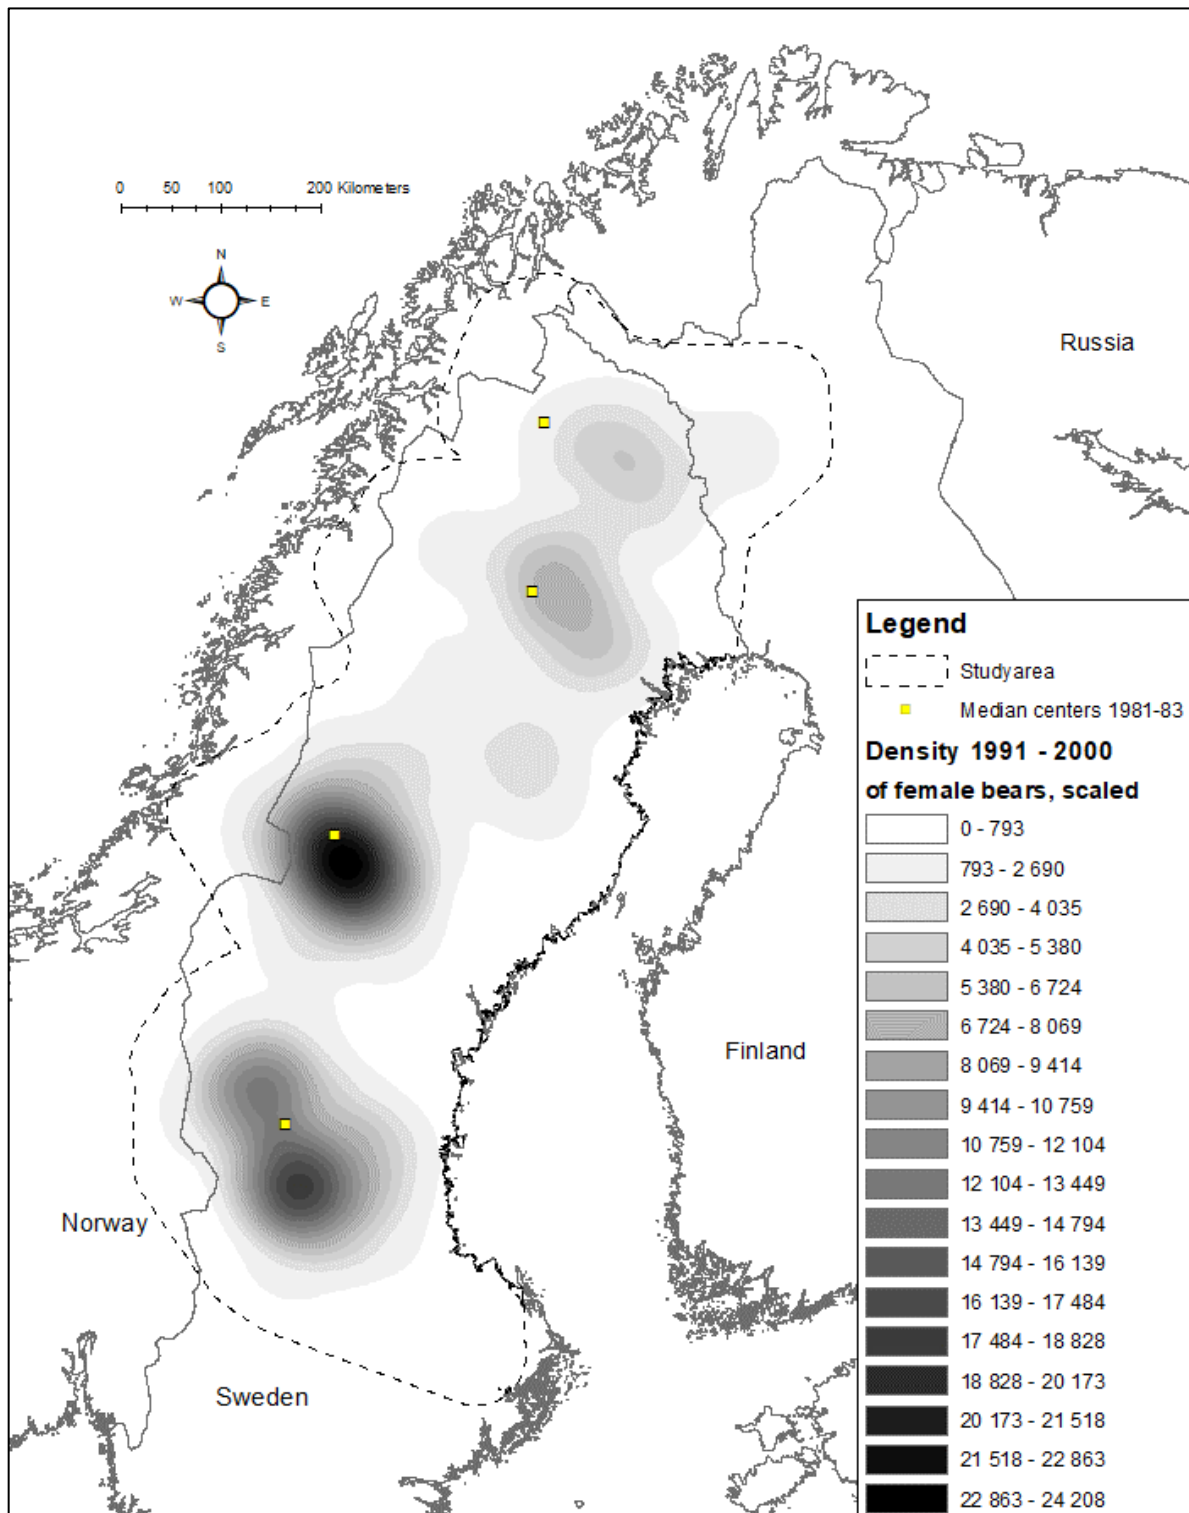 0 50 100 200 Kilometers
N
W E
S
Russia
Legend
Studyarea
Median centers 1981-83
Density 1991 - 2000
of female bears, scaled
0 - 793
793 - 2 690
2 690 - 4 035
4 035 - 5 380
5 380 - 6 724
6 724 - 8 069
8 069 - 9 414
9 414 - 10 759
10 759 - 12 104
12 104 - 13 449
13 449 - 14 794
14 794 - 16 139
16 139 - 17 484
17 484 - 18 828
18 828 - 20 173
20 173 - 21 518
21 518 - 22 863
22 863 - 24 208
Finland
Norway
Sweden